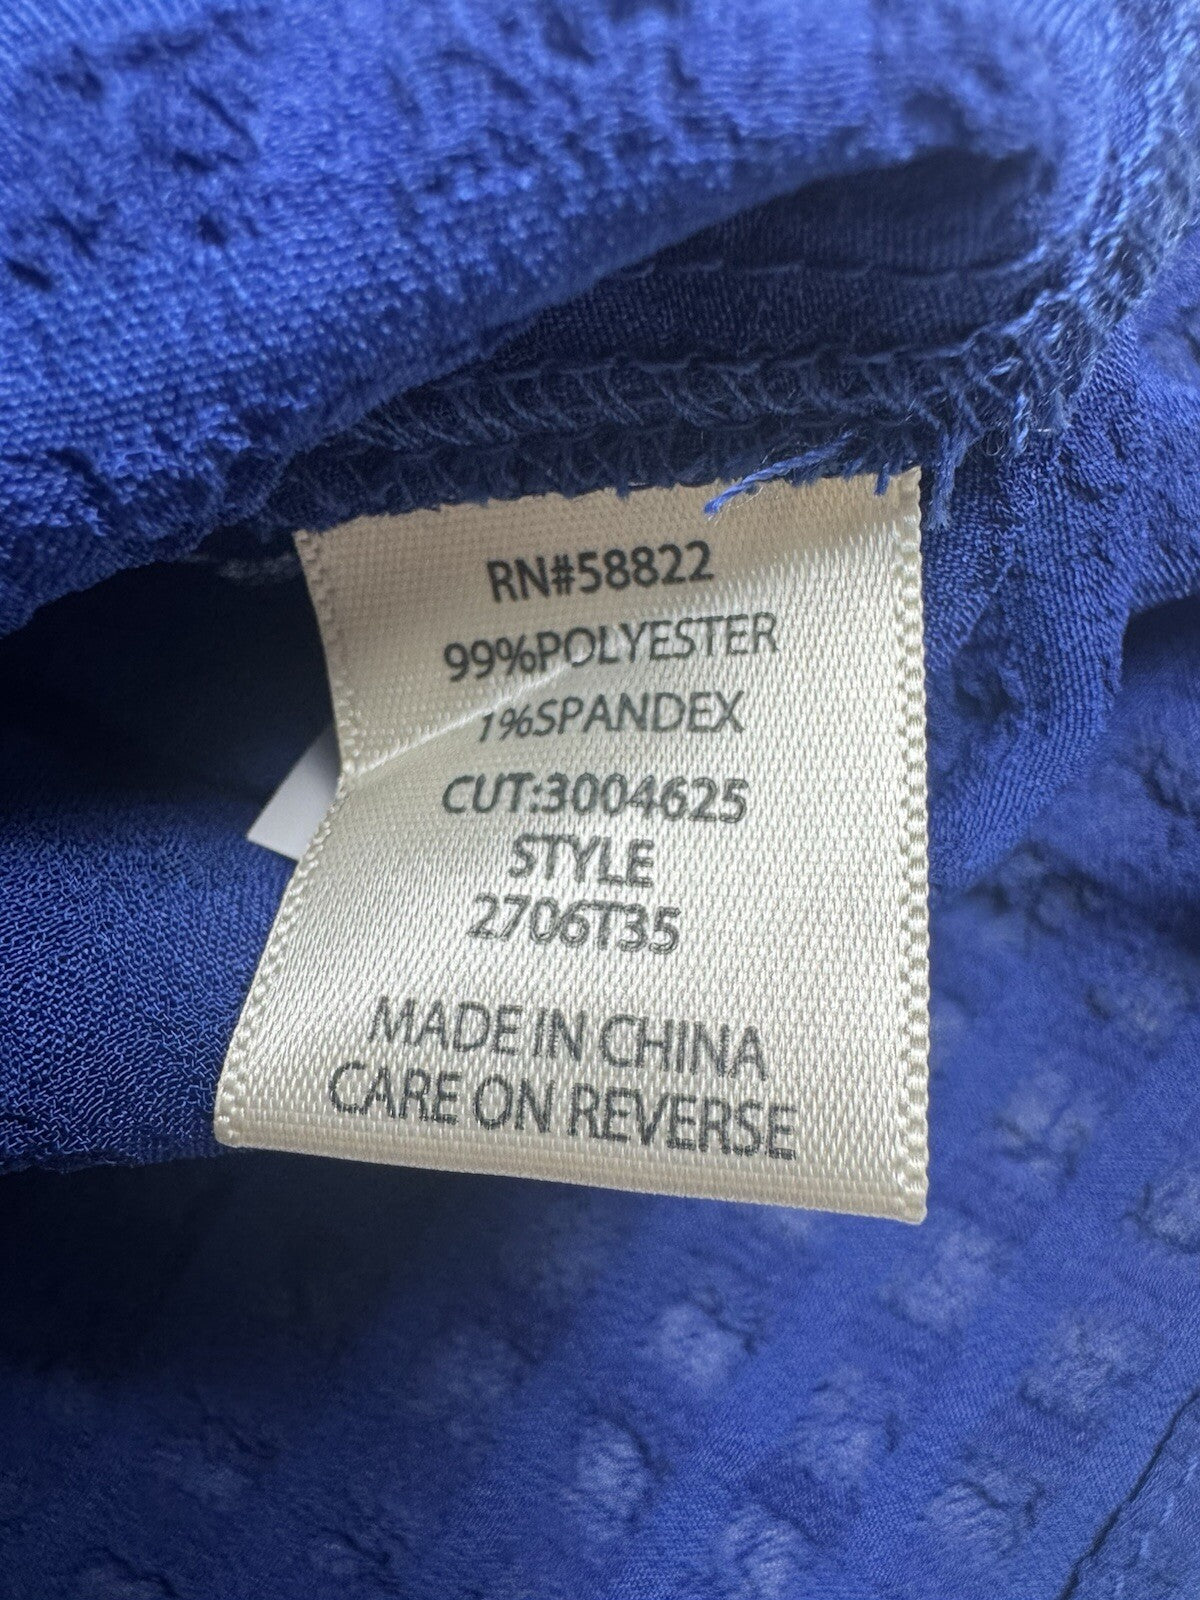 RN#58822
99%POLYESTER
1%SPANDEX
CUT:3004625
STYLE
2706T35
MADE IN CHINA
CARE ON REVERSE